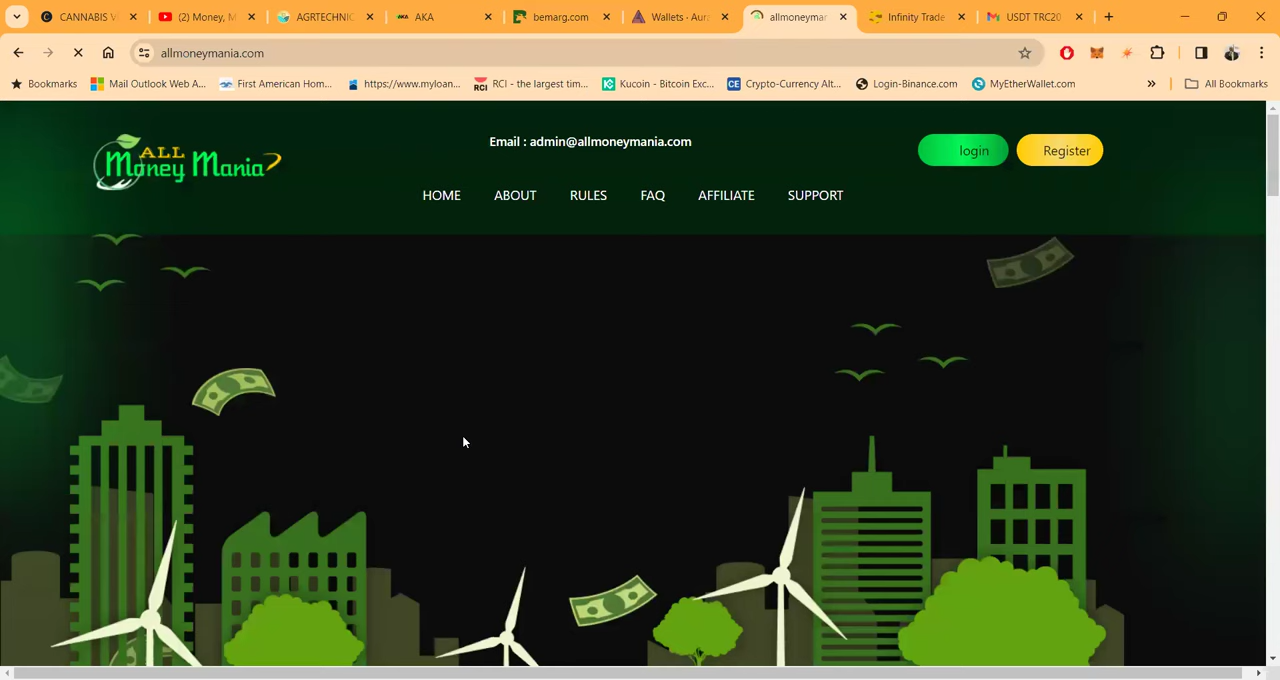 CANNABIS V
(2) Money, M
AGRTECHNIC
AKA
bemarg.com
Wallets - Aur
allmoneymar
Infinity Trade
USDT TRC20
allmoneymania.com
Bookmarks
Mail Outlook Web A...
First American Hom...
https://www.myloan...
RCI - the largest tim...
Kucoin - Bitcoin Exc...
Crypto-Currency Alt...
Login-Binance.com
MyEtherWallet.com
»
All Bookmarks
ALL
Money Mania
Email : admin@allmoneymania.com
login
Register
HOME ABOUT RULES FAQ AFFILIATE SUPPORT